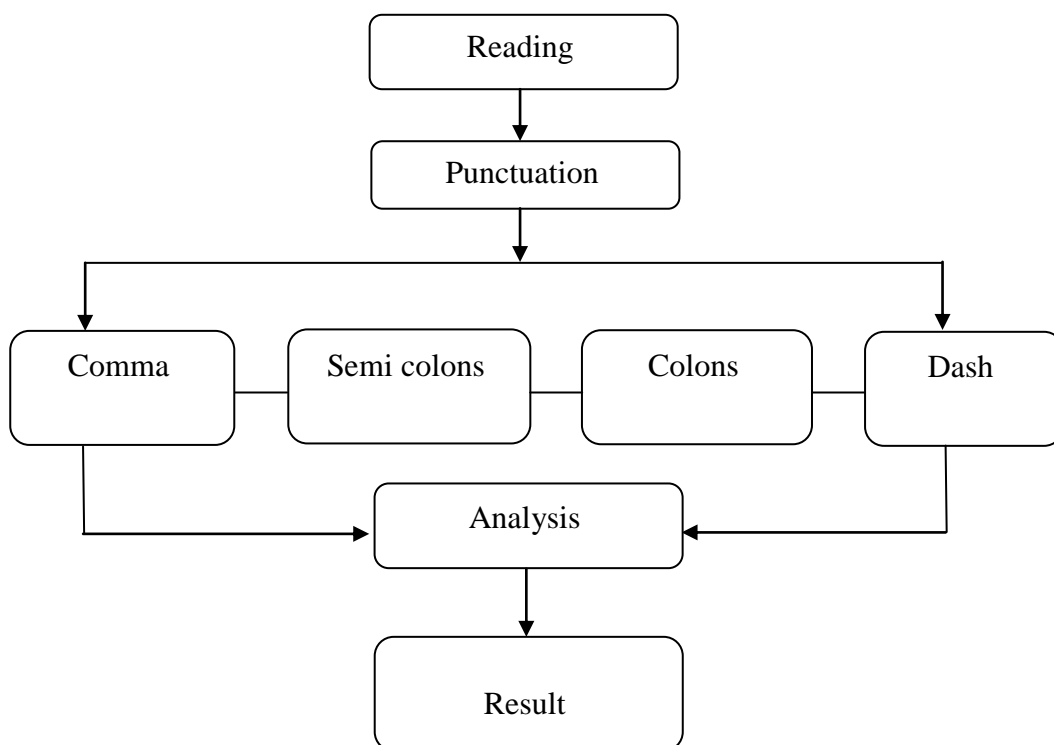 Reading
Punctuation
Comma
Semi colons
Colons
Dash
Analysis
Result